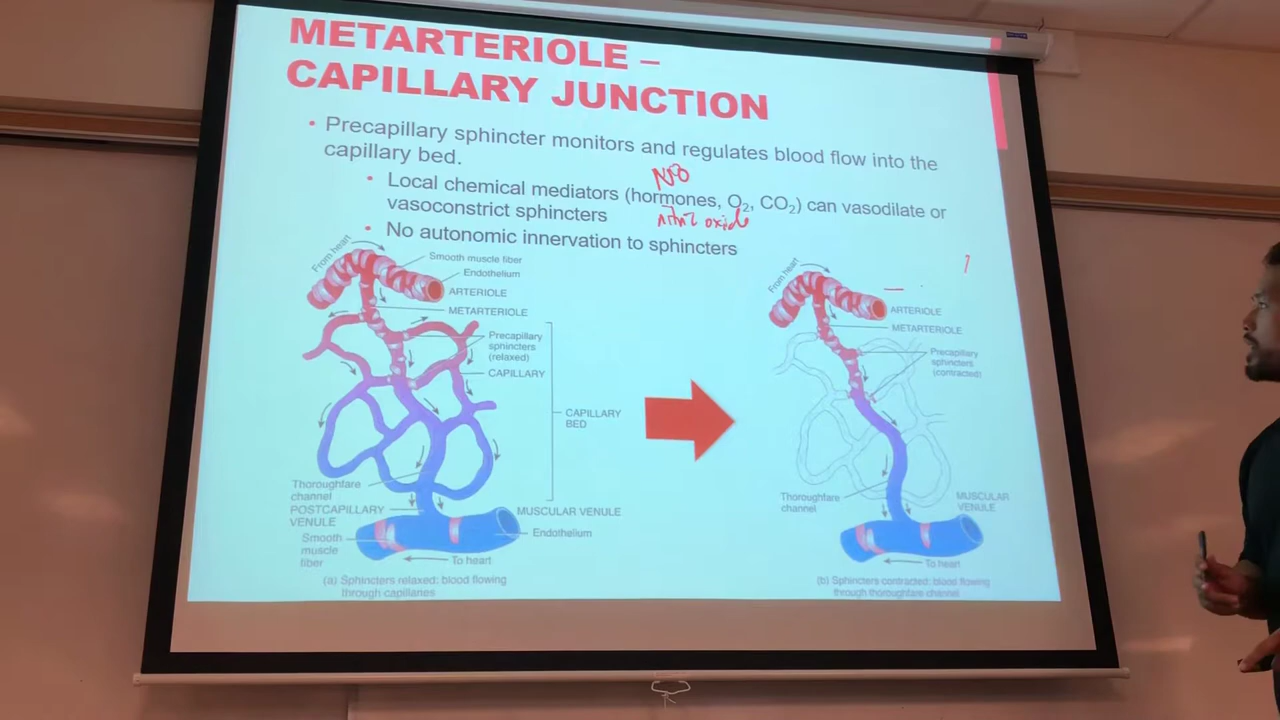 METARTERIOLE –
CAPILLARY JUNCTION
• Precapillary sphincter monitors and regulates blood flow into the
capillary bed.
• Local chemical mediators (hormones, O₂, CO₂) can vasodilate or
vasoconstrict sphincters
nitric oxide
• No autonomic innervation to sphincters
From heart
Smooth muscle fiber
Endothelium
ARTERIOLE
METARTERIOLE
Precapillary
sphincters
(relaxed)
CAPILLARY
CAPILLARY
BED
Thoroughfare
channel
POSTCAPILLARY
VENULE
MUSCULAR VENULE
Smooth
muscle
fiber
Endothelium
To heart
(a) Sphincters relaxed: blood flowing
through capillaries
From heart
ARTERIOLE
METARTERIOLE
Precapillary
sphincters
(contracted)
Thoroughfare
channel
MUSCULAR
VENULE
To heart
(b) Sphincters contracted: blood flowing
through thoroughfare channel